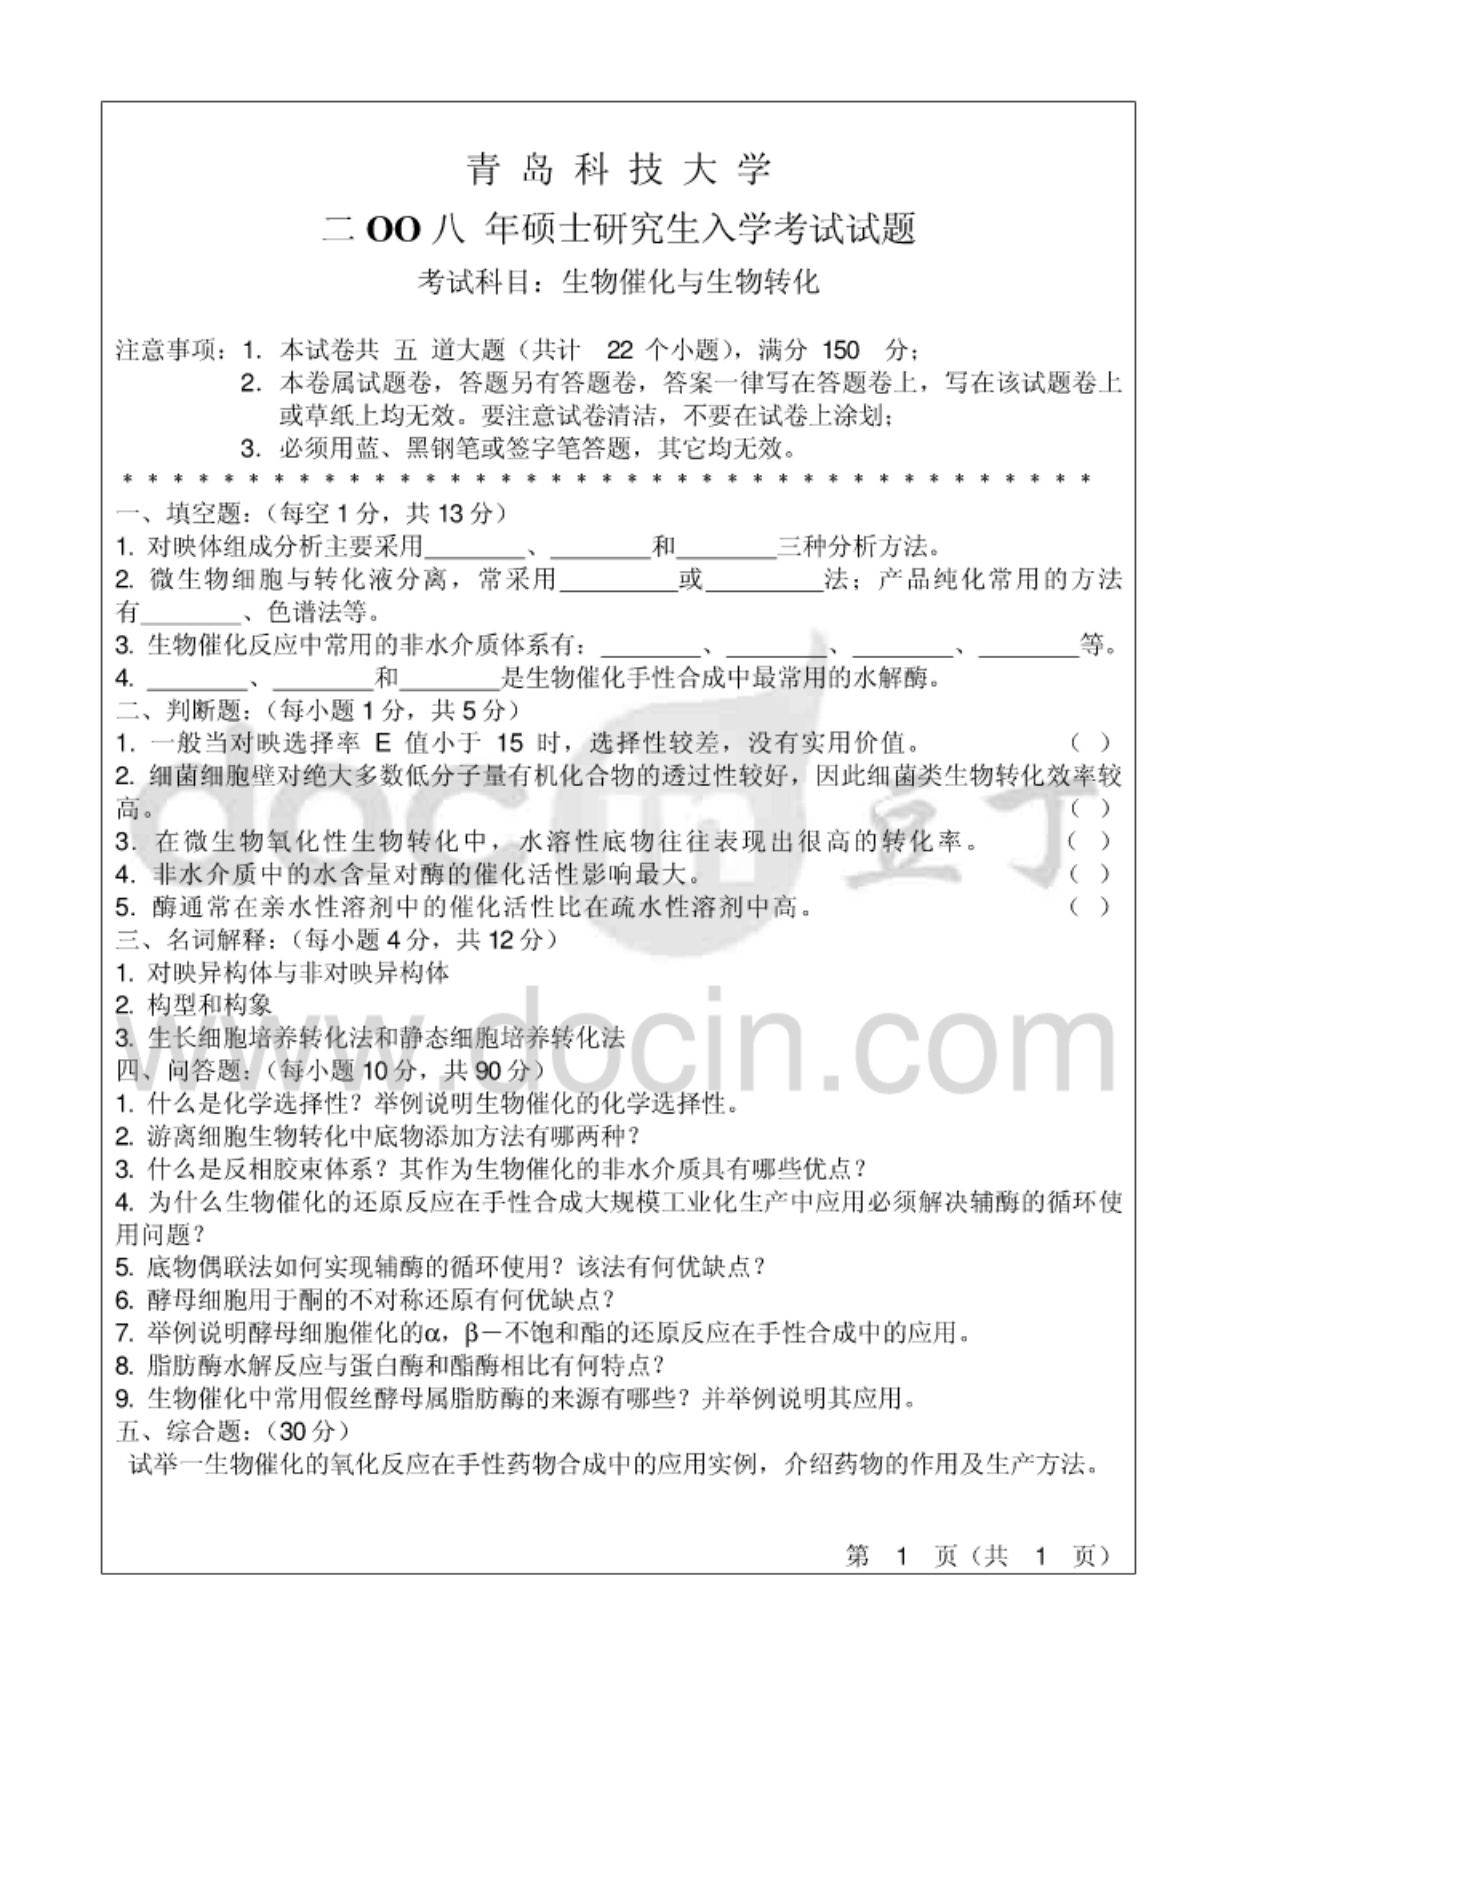 青 岛 科 技 大 学
二 OO 八 年硕士研究生入学考试试题
考试科目：生物催化与生物转化
注意事项：1. 本试卷共 五 道大题（共计 22 个小题），满分 150 分；
2. 本卷属试题卷，答题另有答题卷，答案一律写在答题卷上，写在该试题卷上
或草纸上均无效。要注意试卷清洁，不要在试卷上涂划；
3. 必须用蓝、黑钢笔或签字笔答题，其它均无效。
* * * * * * * * * * * * * * * * * * * * * * * * * * * * * * * * * * * * * * *
一、填空题：（每空 1 分，共 13 分）
1. 对映体组成分析主要采用________、________和________三种分析方法。
2. 微生物细胞与转化液分离，常采用_________或_________法；产品纯化常用的方法
有________、色谱法等。
3. 生物催化反应中常用的非水介质体系有：________、________、________、________等。
4. ________、________和________是生物催化手性合成中最常用的水解酶。
二、判断题：（每小题 1 分，共 5 分）
1. 一般当对映选择率 E 值小于 15 时，选择性较差，没有实用价值。 （ ）
2. 细菌细胞壁对绝大多数低分子量有机化合物的透过性较好，因此细菌类生物转化效率较
高。 （ ）
3. 在微生物氧化性生物转化中，水溶性底物往往表现出很高的转化率。 （ ）
4. 非水介质中的水含量对酶的催化活性影响最大。 （ ）
5. 酶通常在亲水性溶剂中的催化活性比在疏水性溶剂中高。 （ ）
三、名词解释：（每小题 4 分，共 12 分）
1. 对映异构体与非对映异构体
2. 构型和构象
3. 生长细胞培养转化法和静态细胞培养转化法
四、问答题：（每小题 10 分，共 90 分）
1. 什么是化学选择性？举例说明生物催化的化学选择性。
2. 游离细胞生物转化中底物添加方法有哪两种？
3. 什么是反相胶束体系？其作为生物催化的非水介质具有哪些优点？
4. 为什么生物催化的还原反应在手性合成大规模工业化生产中应用必须解决辅酶的循环使
用问题？
5. 底物偶联法如何实现辅酶的循环使用？该法有何优缺点？
6. 酵母细胞用于酮的不对称还原有何优缺点？
7. 举例说明酵母细胞催化的α，β－不饱和酯的还原反应在手性合成中的应用。
8. 脂肪酶水解反应与蛋白酶和酯酶相比有何特点？
9. 生物催化中常用假丝酵母属脂肪酶的来源有哪些？并举例说明其应用。
五、综合题：（30 分）
试举一生物催化的氧化反应在手性药物合成中的应用实例，介绍药物的作用及生产方法。
第 1 页（共 1 页）
docin 豆丁
www.docin.com